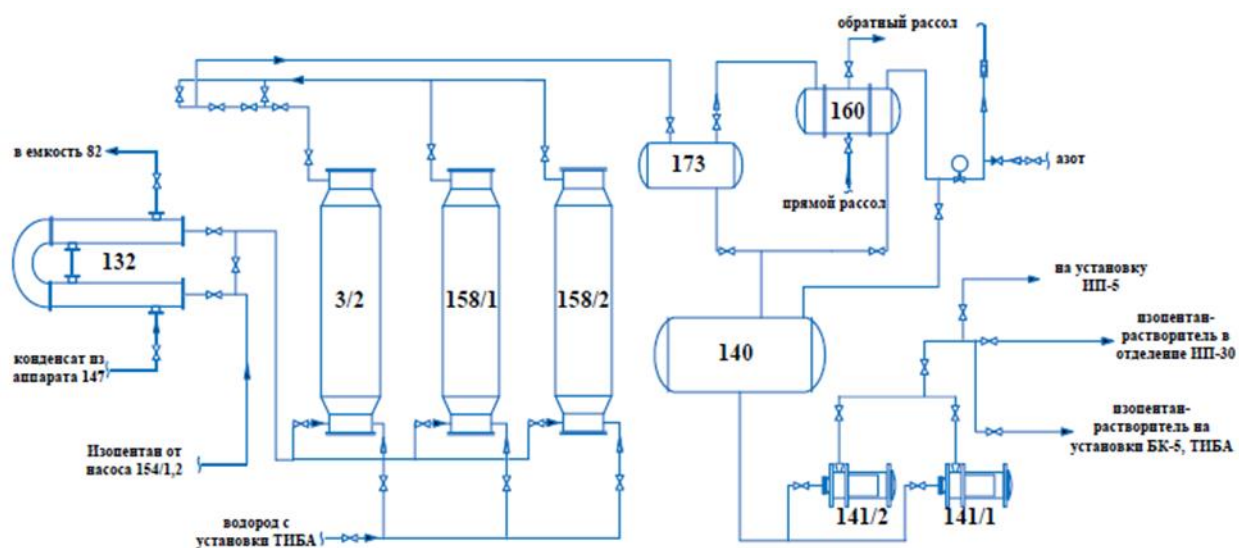 обратный рассол
160
в емкость 82
173
азот
прямой рассол
132
3/2
158/1
158/2
на установку
ИП-5
140
изопентан-
растворитель в
отделение ИП-30
конденсат из
аппарата 147
Изопентан от
насоса 154/1,2
изопентан-
растворитель на
установки БК-5, ТИБА
141/2
141/1
водород с
установки ТИБА